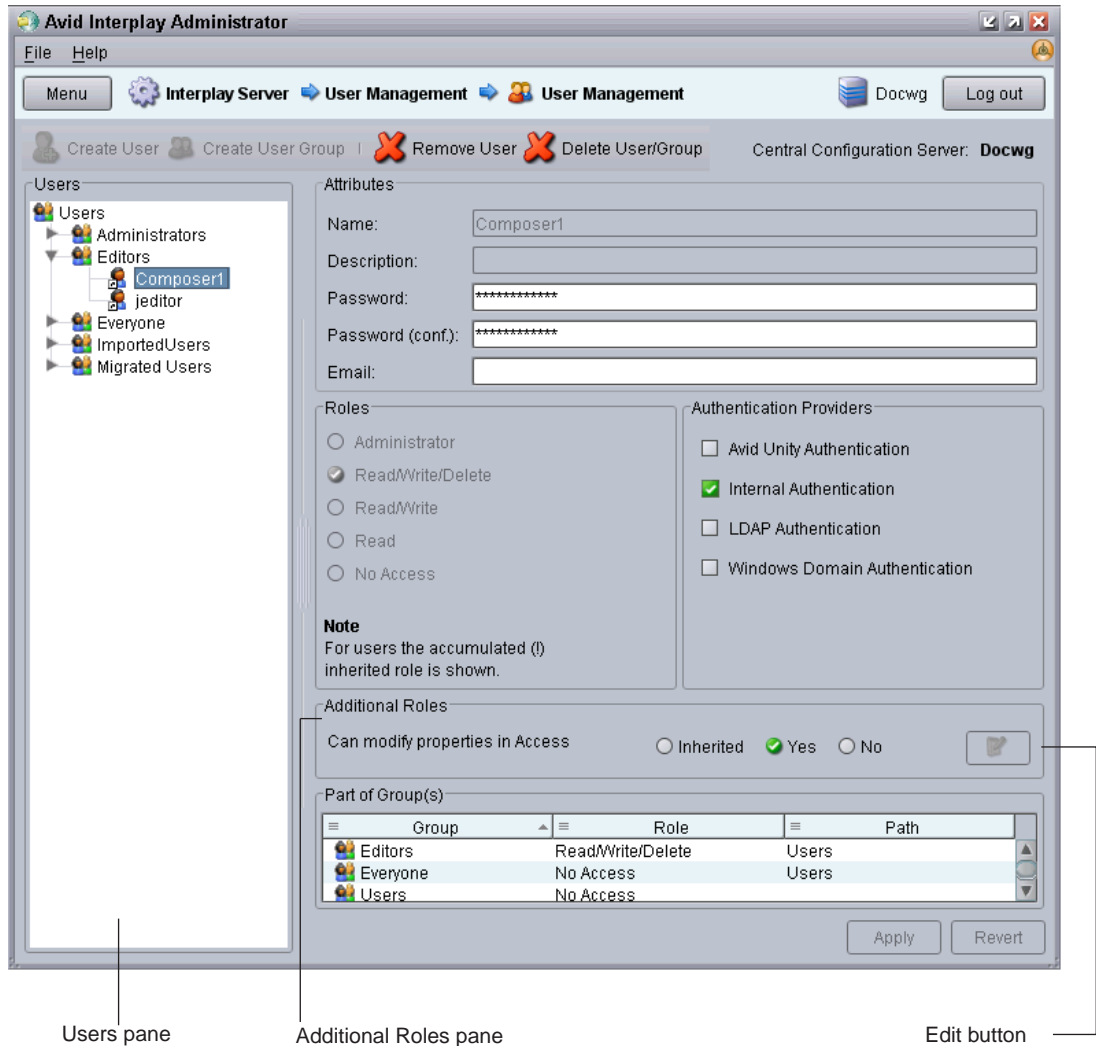 Avid Interplay Administrator
File Help
Menu Interplay Server User Management User Management Docwg Log out
Create User Create User Group Remove User Delete User/Group Central Configuration Server: Docwg
Users
Users
Administrators
Editors
Composer1
jeditor
Everyone
ImportedUsers
Migrated Users
Attributes
Name: Composer1
Description:
Password: ************
Password (conf.): ************
Email:
Roles
Administrator
Read/Write/Delete
Read/Write
Read
No Access
Note
For users the accumulated (!)
inherited role is shown.
Authentication Providers
Avid Unity Authentication
Internal Authentication
LDAP Authentication
Windows Domain Authentication
Additional Roles
Can modify properties in Access Inherited Yes No
Part of Group(s)
Group Role Path
Editors Read/Write/Delete Users
Everyone No Access Users
Users No Access
Apply Revert
Users pane Additional Roles pane Edit button